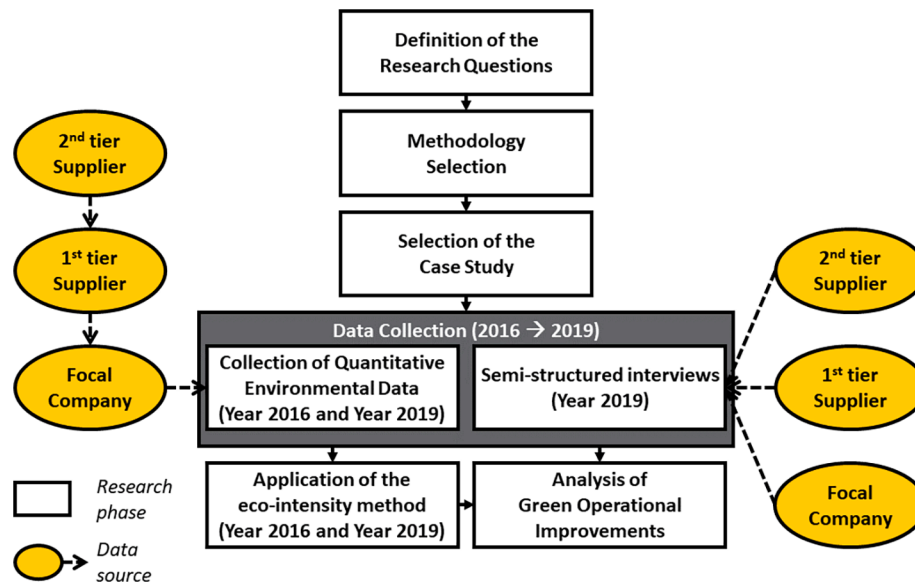 Definition of the
Research Questions
Methodology
Selection
Selection of the
Case Study
2nd tier
Supplier
1st tier
Supplier
Focal
Company
Data Collection (2016 → 2019)
Collection of Quantitative
Environmental Data
(Year 2016 and Year 2019)
Semi-structured interviews
(Year 2019)
2nd tier
Supplier
1st tier
Supplier
Focal
Company
Application of the
eco-intensity method
(Year 2016 and Year 2019)
Analysis of
Green Operational
Improvements
Research
phase
Data
source